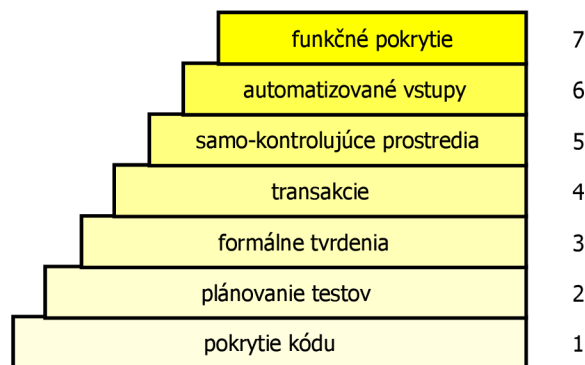 funkčné pokrytie 7
automatizované vstupy 6
samo-kontrolujúce prostredia 5
transakcie 4
formálne tvrdenia 3
plánovanie testov 2
pokrytie kódu 1